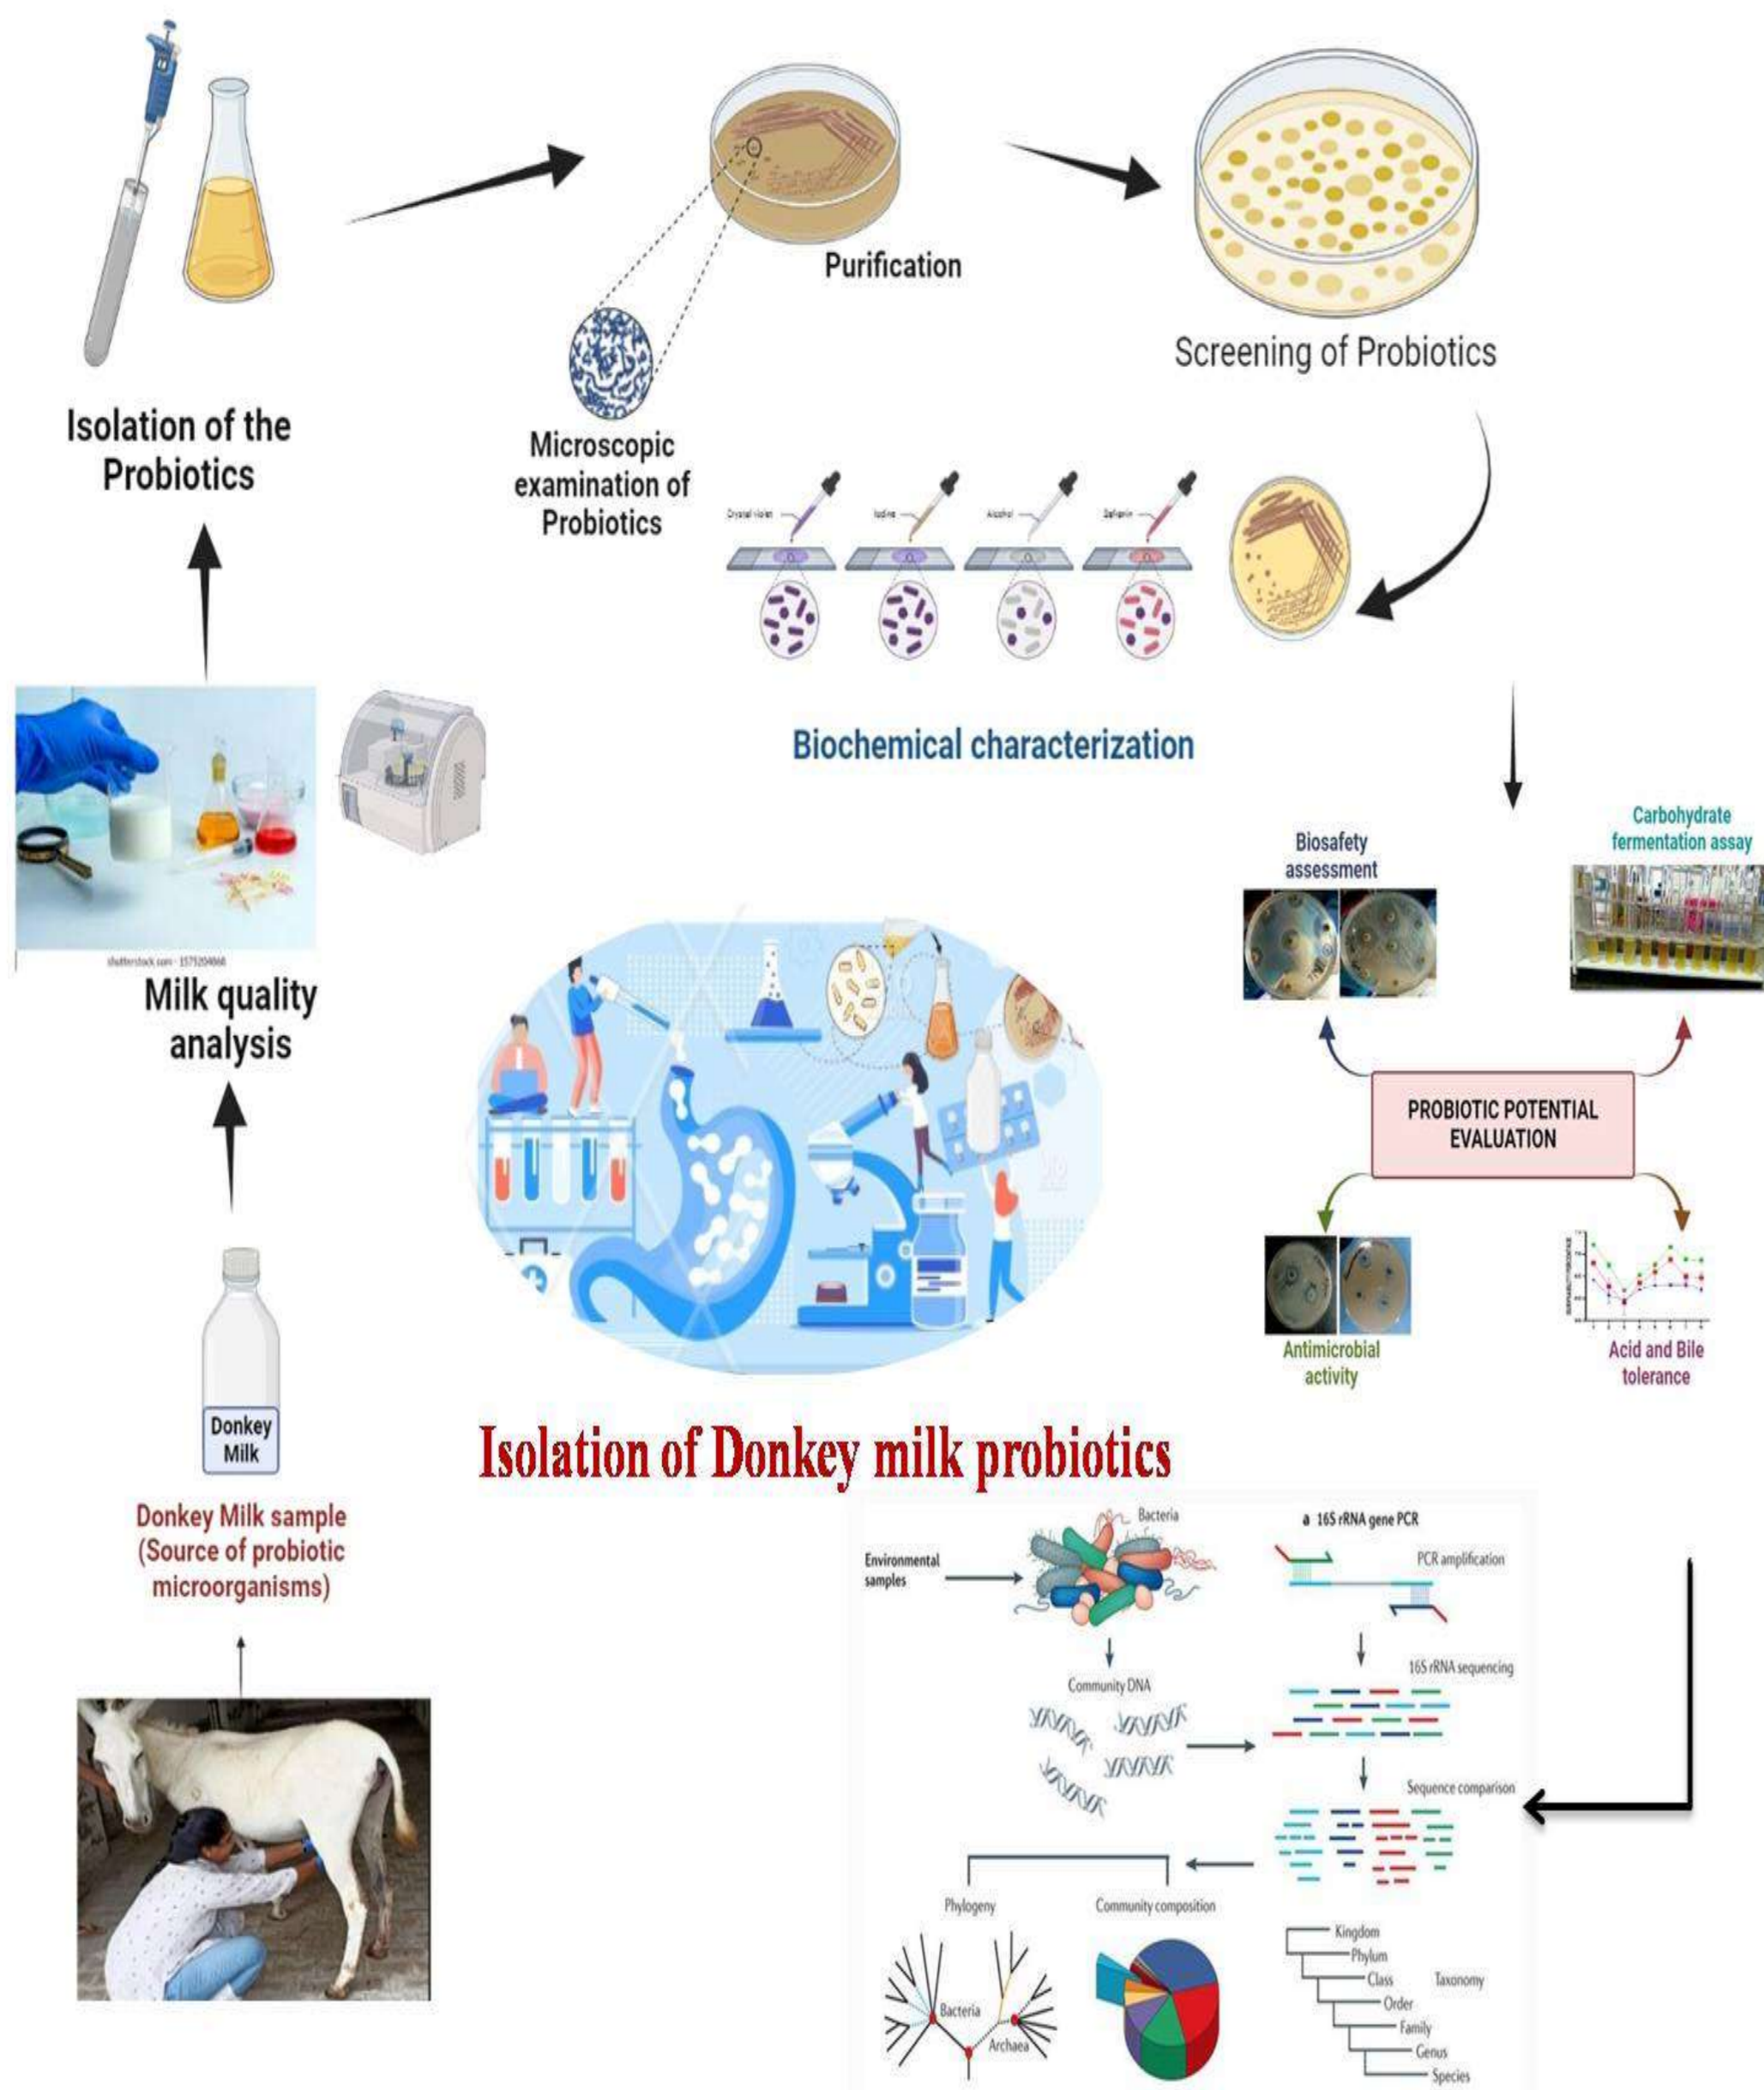 Isolation of the
Probiotics
Purification
Microscopic
examination of
Probiotics
Screening of Probiotics
Crystal violet
Iodine
Alcohol
Safranin
Biochemical characterization
shutterstock.com · 1575204868
Milk quality
analysis
Donkey
Milk
Donkey Milk sample
(Source of probiotic
microorganisms)
Biosafety
assessment
Carbohydrate
fermentation assay
PROBIOTIC POTENTIAL
EVALUATION
Antimicrobial
activity
Acid and Bile
tolerance
Isolation of Donkey milk probiotics
Environmental
samples
Bacteria
Community DNA
a 16S rRNA gene PCR
PCR amplification
16S rRNA sequencing
Sequence comparison
Phylogeny
Community composition
Bacteria
Archaea
Kingdom
Phylum
Class
Taxonomy
Order
Family
Genus
Species